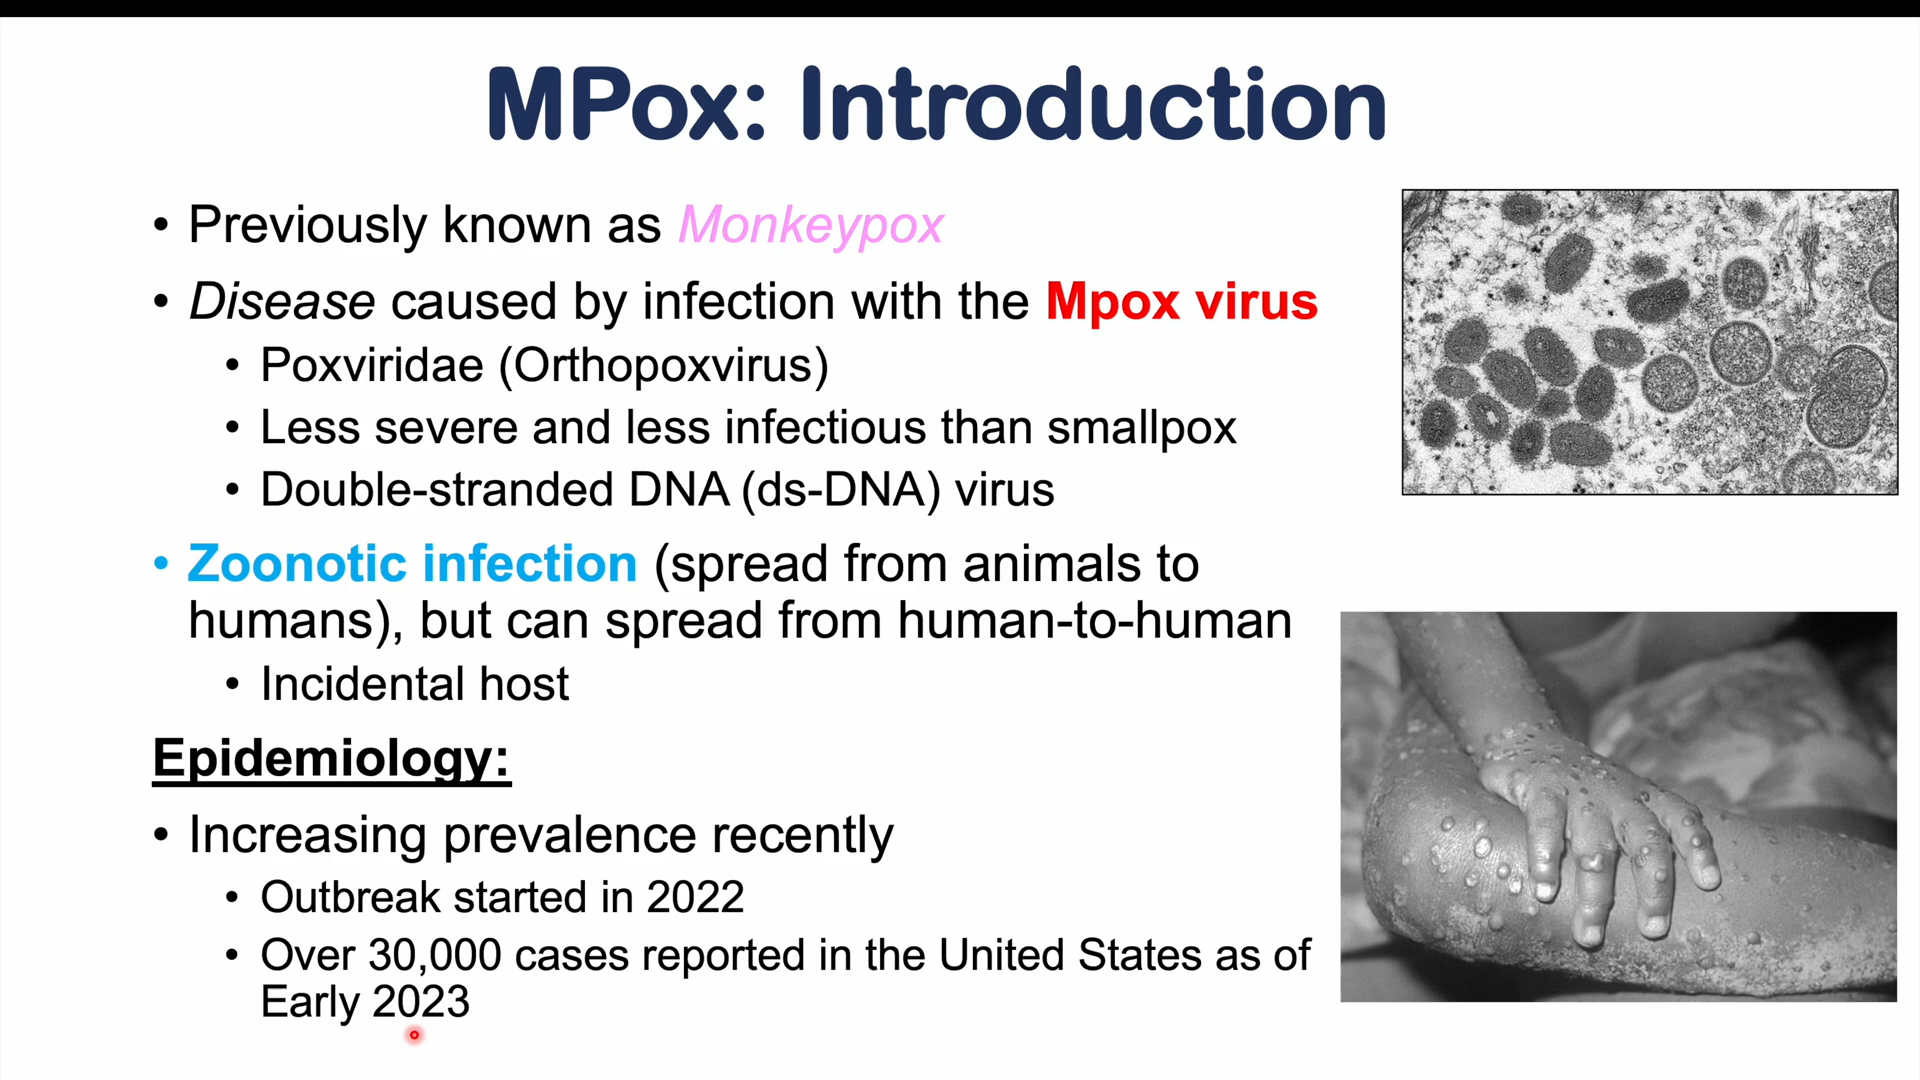 MPox: Introduction
• Previously known as Monkeypox
• Disease caused by infection with the Mpox virus
• Poxviridae (Orthopoxvirus)
• Less severe and less infectious than smallpox
• Double-stranded DNA (ds-DNA) virus
• Zoonotic infection (spread from animals to
humans), but can spread from human-to-human
• Incidental host
Epidemiology:
• Increasing prevalence recently
• Outbreak started in 2022
• Over 30,000 cases reported in the United States as of
Early 2023